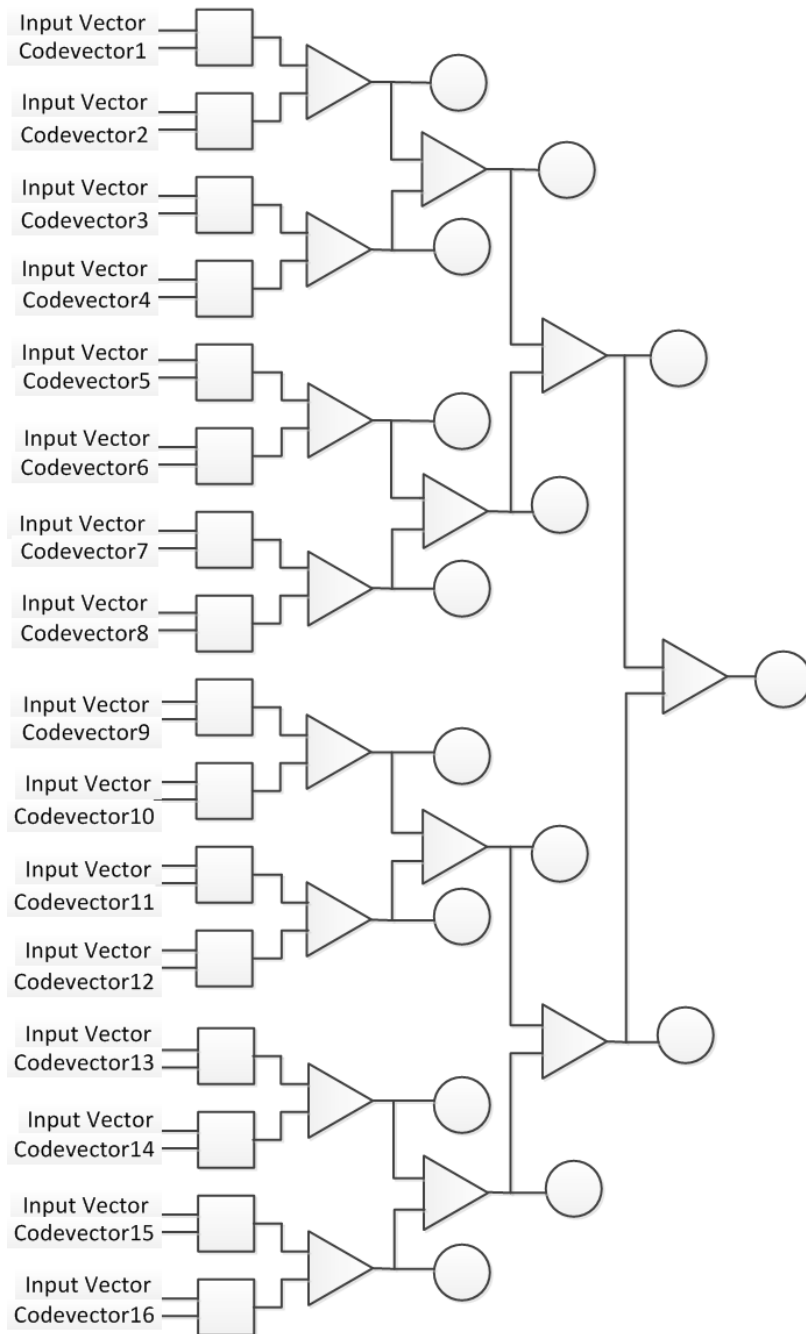 Input Vector
Codevector1
Input Vector
Codevector2
Input Vector
Codevector3
Input Vector
Codevector4
Input Vector
Codevector5
Input Vector
Codevector6
Input Vector
Codevector7
Input Vector
Codevector8
Input Vector
Codevector9
Input Vector
Codevector10
Input Vector
Codevector11
Input Vector
Codevector12
Input Vector
Codevector13
Input Vector
Codevector14
Input Vector
Codevector15
Input Vector
Codevector16